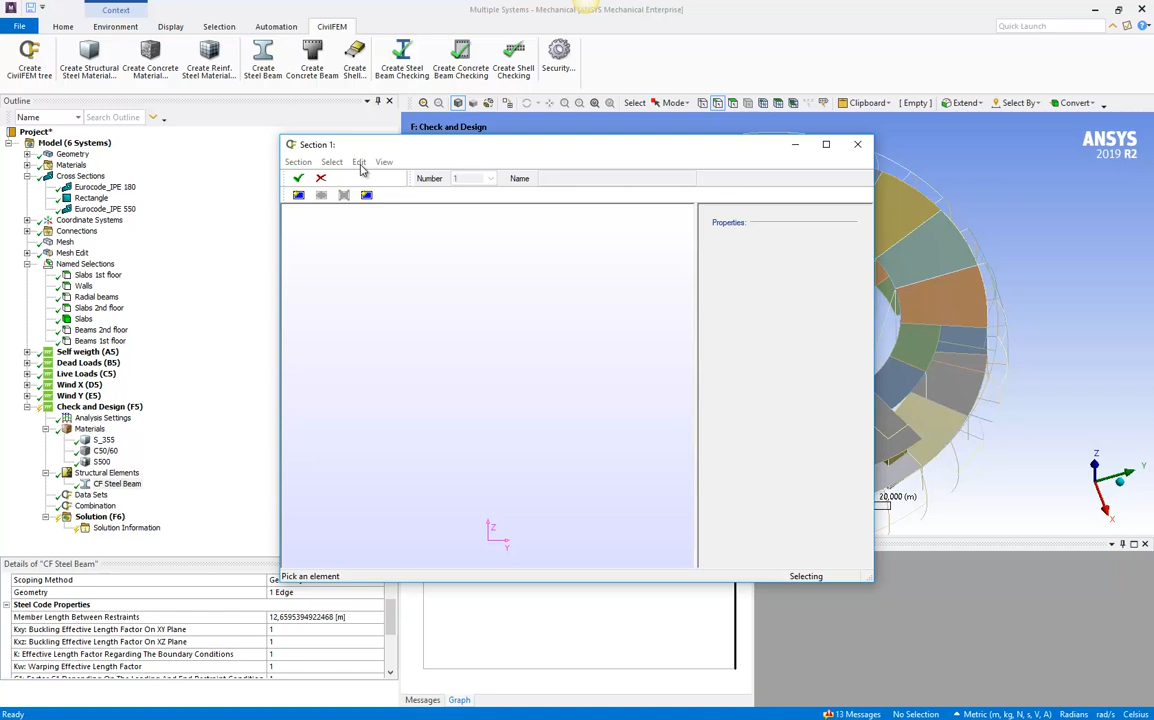 Context
Multiple Systems - Mechanical [ANSYS Mechanical Enterprise]
File
Home
Environment
Display
Selection
Automation
CivilFEM
Quick Launch
Create CivilFEM tree
Create Structural Steel Material...
Create Concrete Material...
Create Reinf. Steel Material...
Create Steel Beam
Create Concrete Beam
Create Shell...
Create Steel Beam Checking
Create Concrete Beam Checking
Create Shell Checking
Security...
Outline
Name
Search Outline
Project*
Model (6 Systems)
Geometry
Materials
Cross Sections
Eurocode_IPE 180
Rectangle
Eurocode_IPE 550
Coordinate Systems
Connections
Mesh
Mesh Edit
Named Selections
Slabs 1st floor
Walls
Radial beams
Slabs 2nd floor
Slabs
Beams 2nd floor
Beams 1st floor
Self weigth (A5)
Dead Loads (B5)
Live Loads (C5)
Wind X (D5)
Wind Y (E5)
Check and Design (F5)
Analysis Settings
Materials
S_355
C50/60
S500
Structural Elements
CF Steel Beam
Data Sets
Combination
Solution (F6)
Solution Information
Details of "CF Steel Beam"
Scoping Method
Geometry
1 Edge
Steel Code Properties
Member Length Between Restraints
12,6595394922468 [m]
Kxy: Buckling Effective Length Factor On XY Plane
1
Kxz: Buckling Effective Length Factor On XZ Plane
1
K: Effective Length Factor Regarding The Boundary Conditions
1
Kw: Warping Effective Length Factor
1
Select
Mode
Clipboard
[ Empty ]
Extend
Select By
Convert
F: Check and Design
ANSYS
2019 R2
Section 1:
Section
Select
Edit
View
Number
1
Name
Properties:
Z
Y
Pick an element
Selecting
20,000 (m)
Z
Y
X
Messages
Graph
Ready
13 Messages
No Selection
Metric (m, kg, N, s, V, A)
Radians
rad/s
Celsius